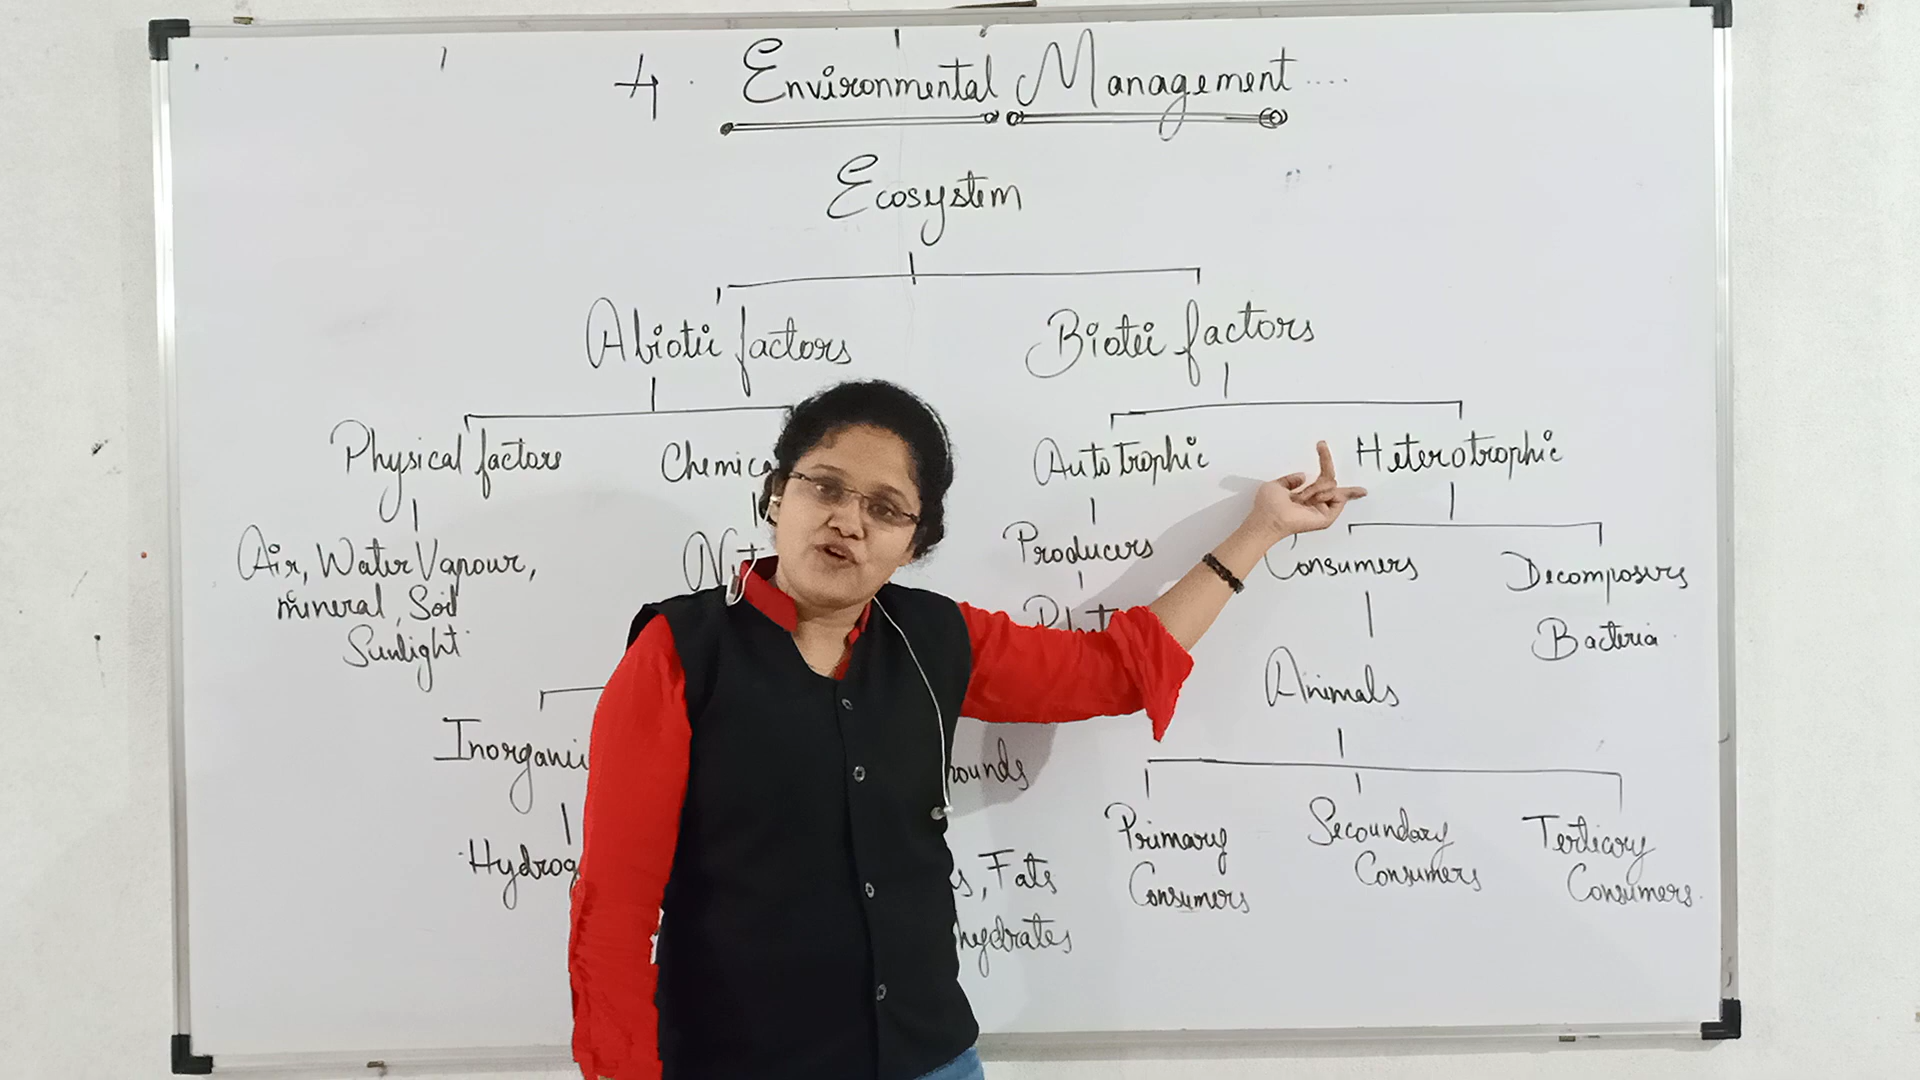 4. Environmental Management....
Ecosystem
Abiotic factors Biotic factors
Physical factors Autotrophic Heterotrophic
Air, Water Vapour, Producers Consumers Decomposers
mineral, Soil Bacteria
Sunlight Animals
Primary Secoundary Tertiary
Consumers Consumers Consumers
Fats